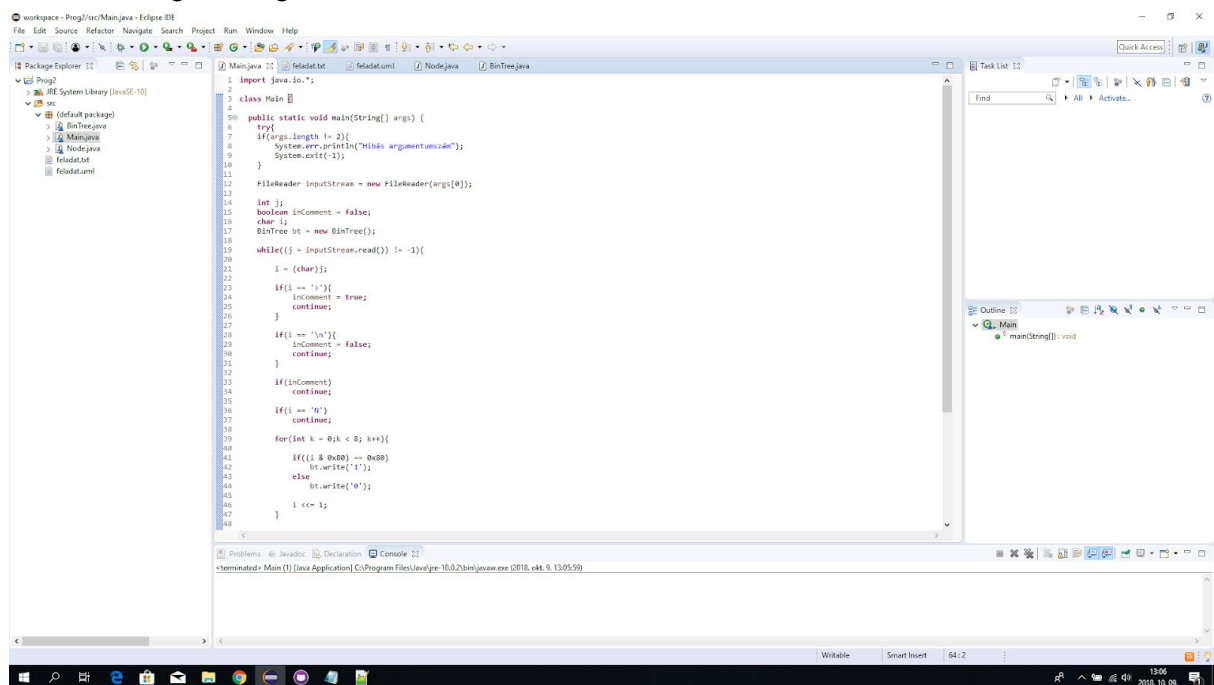 workspace - Prog2/src/Main.java - Eclipse IDE
File Edit Source Refactor Navigate Search Project Run Window Help
Quick Access
Package Explorer
Prog2
JRE System Library [JavaSE-10]
src
(default package)
BinTree.java
Main.java
Node.java
feladat.txt
feladat.uml
Main.java feladat.txt feladat.uml Node.java BinTree.java
1 import java.io.*;
2
3 class Main {
4
5 public static void main(String[] args) {
6 try{
7 if(args.length != 2){
8 System.err.println("Hibás argumentumszám");
9 System.exit(-1);
10 }
11
12 FileReader inputStream = new FileReader(args[0]);
13
14 int j;
15 boolean inComment = false;
16 char i;
17 BinTree bt = new BinTree();
18
19 while((j = inputStream.read()) != -1){
20
21 i = (char)j;
22
23 if(i == '>'){
24 inComment = true;
25 continue;
26 }
27
28 if(i == '\n'){
29 inComment = false;
30 continue;
31 }
32
33 if(inComment)
34 continue;
35
36 if(i == 'N')
37 continue;
38
39 for(int k = 0;k < 8; k++){
40
41 if((i & 0x80) == 0x80)
42 bt.write('1');
43 else
44 bt.write('0');
45
46 i <<= 1;
47 }
48
Task List
Find All Activate...
Outline
Main
main(String[]) : void
Problems Javadoc Declaration Console
<terminated> Main (1) [Java Application] C:\Program Files\Java\jre-10.0.2\bin\javaw.exe (2018. okt. 9. 13:05:59)
Writable Smart Insert 64 : 2
13:06
2018. 10. 09.